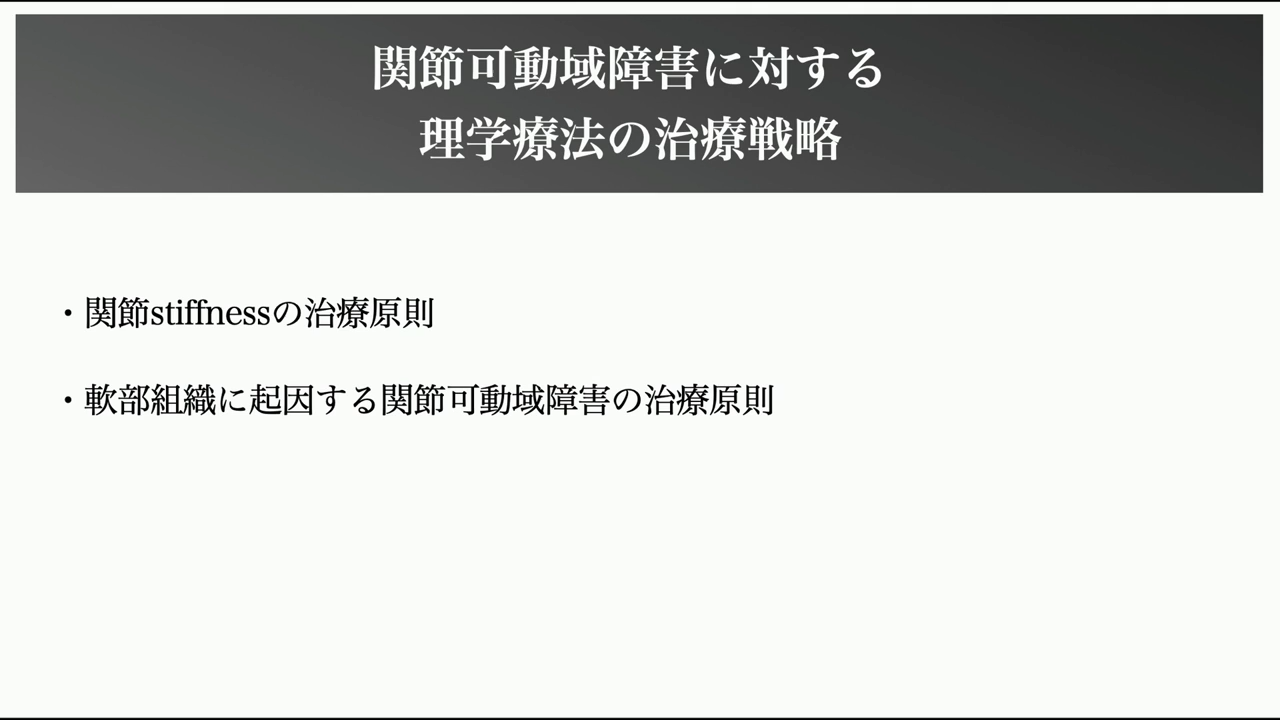 関節可動域障害に対する
理学療法の治療戦略
・関節stiffnessの治療原則
・軟部組織に起因する関節可動域障害の治療原則